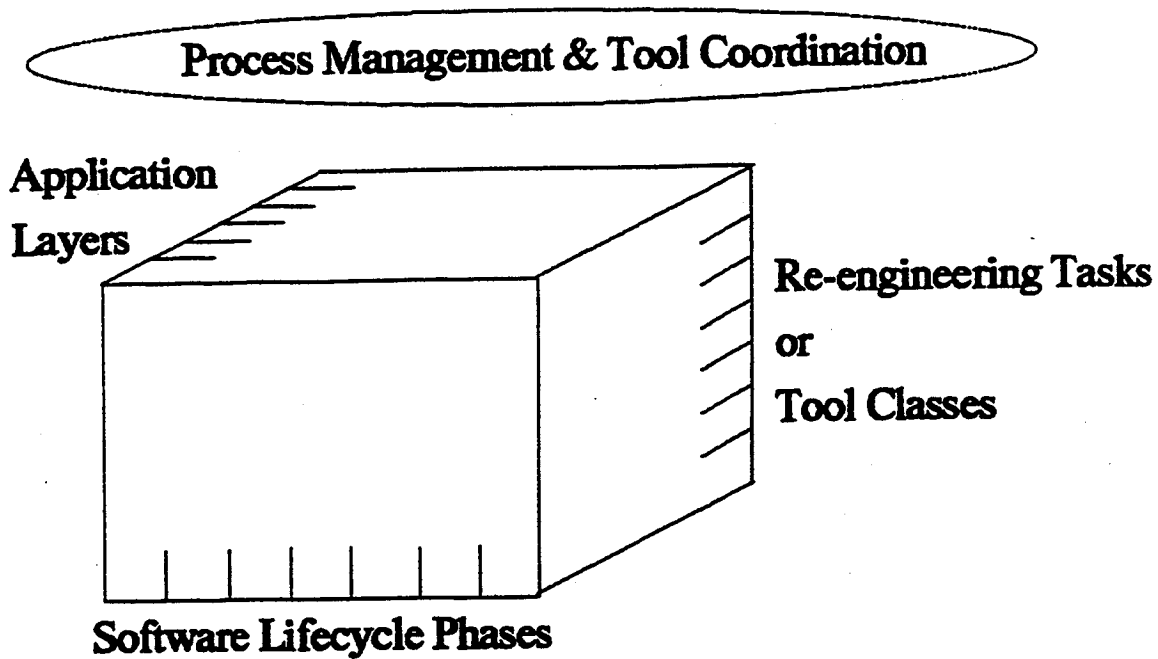 Process Management & Tool Coordination
Application
Layers
Re-engineering Tasks
or
Tool Classes
Software Lifecycle Phases